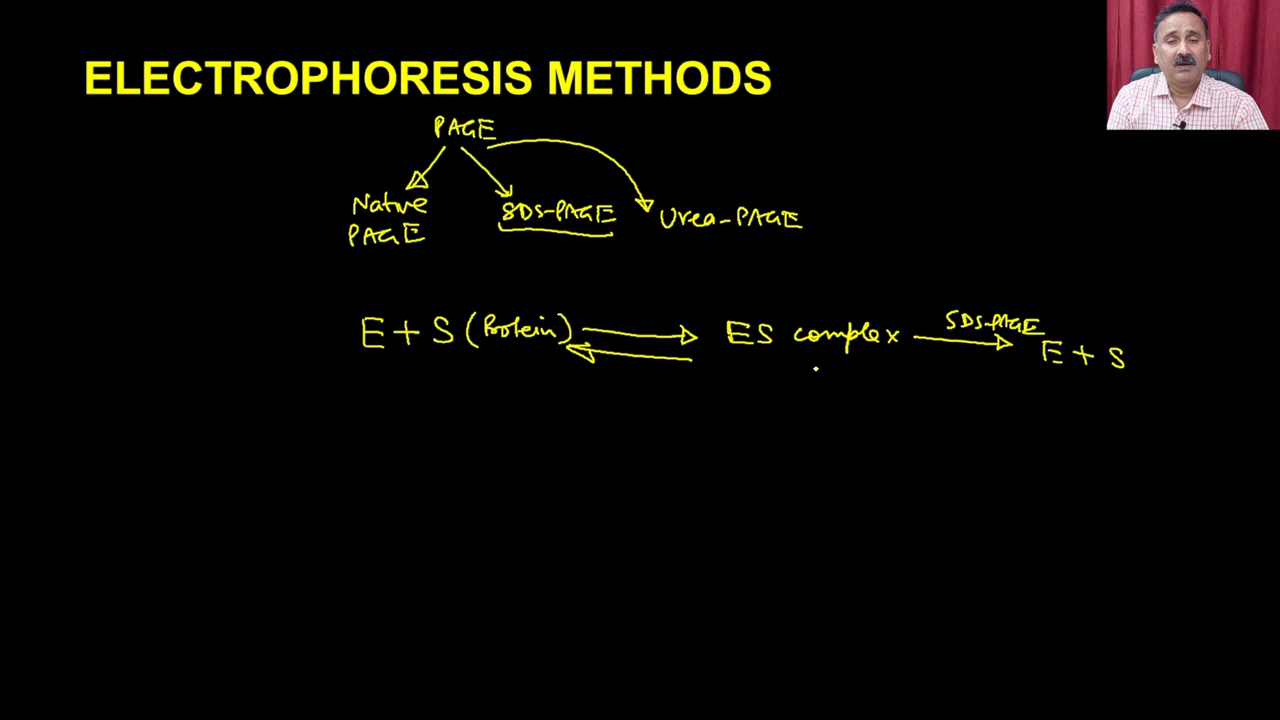 ELECTROPHORESIS METHODS
PAGE
Native PAGE
SDS-PAGE
Urea-PAGE
E + S (Protein)
ES complex
SDS-PAGE
E + S